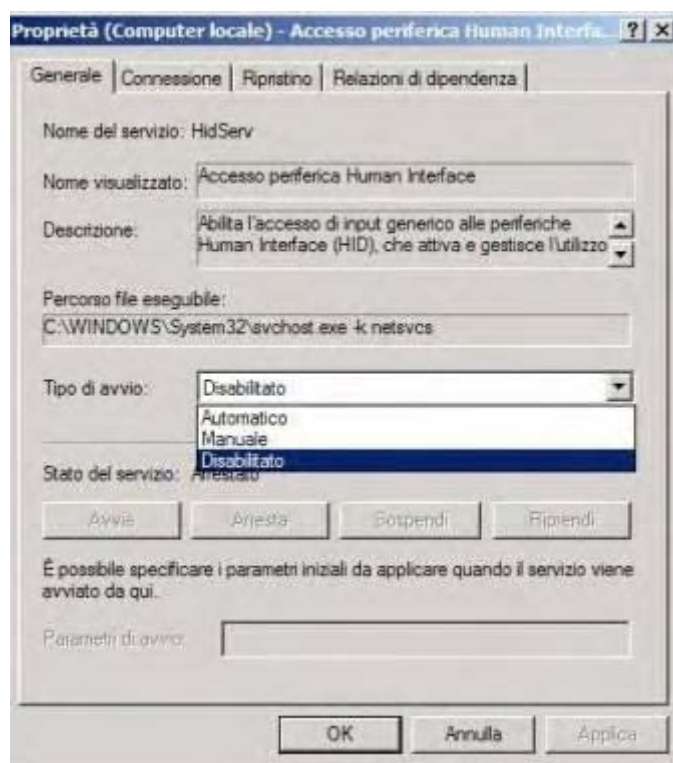 Proprietà (Computer locale) - Accesso periferica Human Interfa...
Generale Connessione Ripristino Relazioni di dipendenza
Nome del servizio: HidServ
Nome visualizzato: Accesso periferica Human Interface
Descrizione: Abilita l'accesso di input generico alle periferiche
Human Interface (HID), che attiva e gestisce l'utilizzo
Percorso file eseguibile:
C:\WINDOWS\System32\svchost.exe -k netsvcs
Tipo di avvio: Disabilitato
Automatico
Manuale
Disabilitato
Stato del servizio: Arrestato
Avvia Arresta Sospendi Riprendi
È possibile specificare i parametri iniziali da applicare quando il servizio viene
avviato da qui.
Parametri di avvio:
OK Annulla Applica